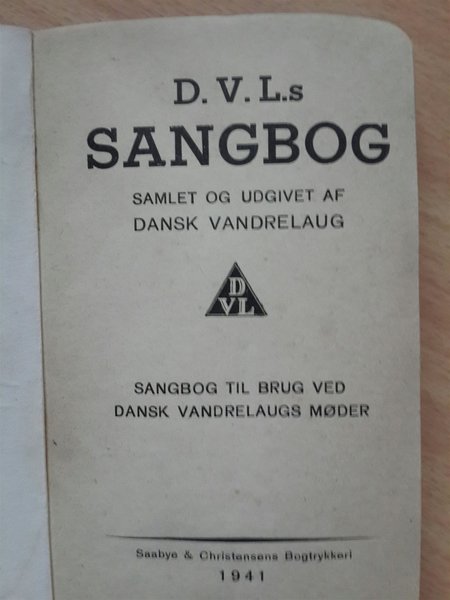 D. V. L.s
SANGBOG
SAMLET OG UDGIVET AF
DANSK VANDRELAUG
D
VL
SANGBOG TIL BRUG VED
DANSK VANDRELAUGS MØDER
Saabye & Christensens Bogtrykkeri
1941